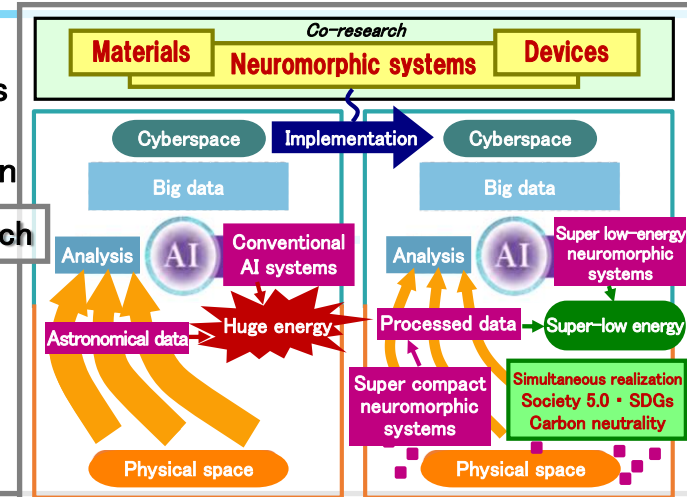 Co-research
Materials
Neuromorphic systems
Devices
s
n
ch
Implementation
Cyberspace
Big data
AI
Analysis
Conventional
AI systems
Astronomical data
Huge energy
Physical space
Cyberspace
Big data
AI
Analysis
Super low-energy
neuromorphic
systems
Processed data
Super-low energy
Super compact
neuromorphic
systems
Simultaneous realization
Society 5.0・SDGs
Carbon neutrality
Physical space